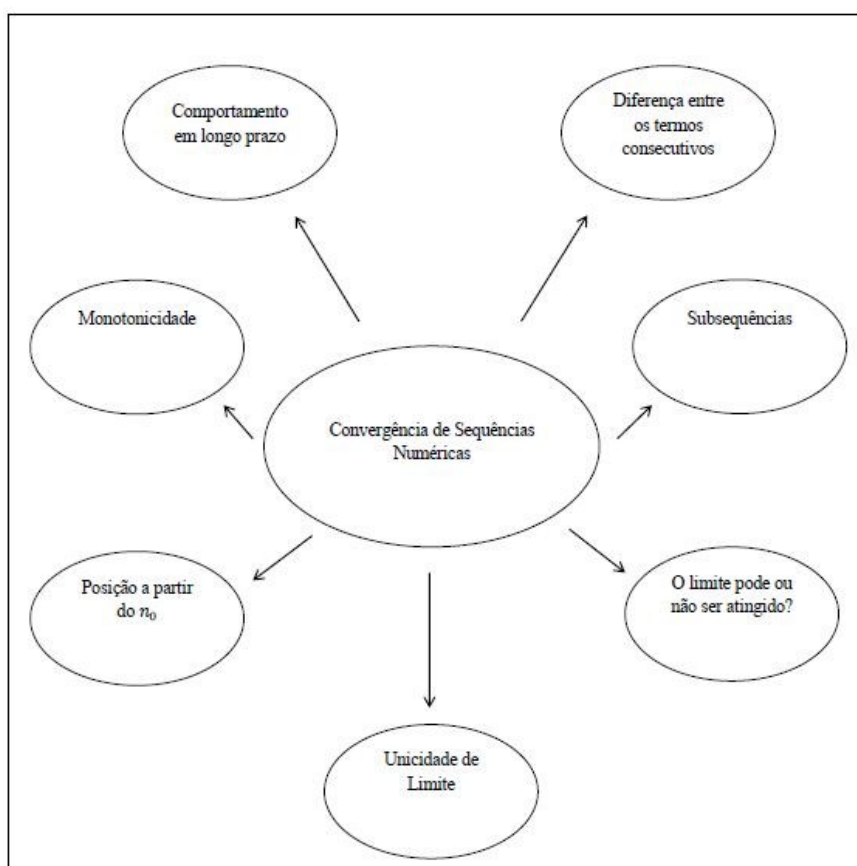 Comportamento
em longo prazo
Diferença entre
os termos
consecutivos
Monotonicidade
Subsequências
Convergência de Sequências
Numéricas
Posição a partir
do n₀
O limite pode ou
não ser atingido?
Unicidade de
Limite